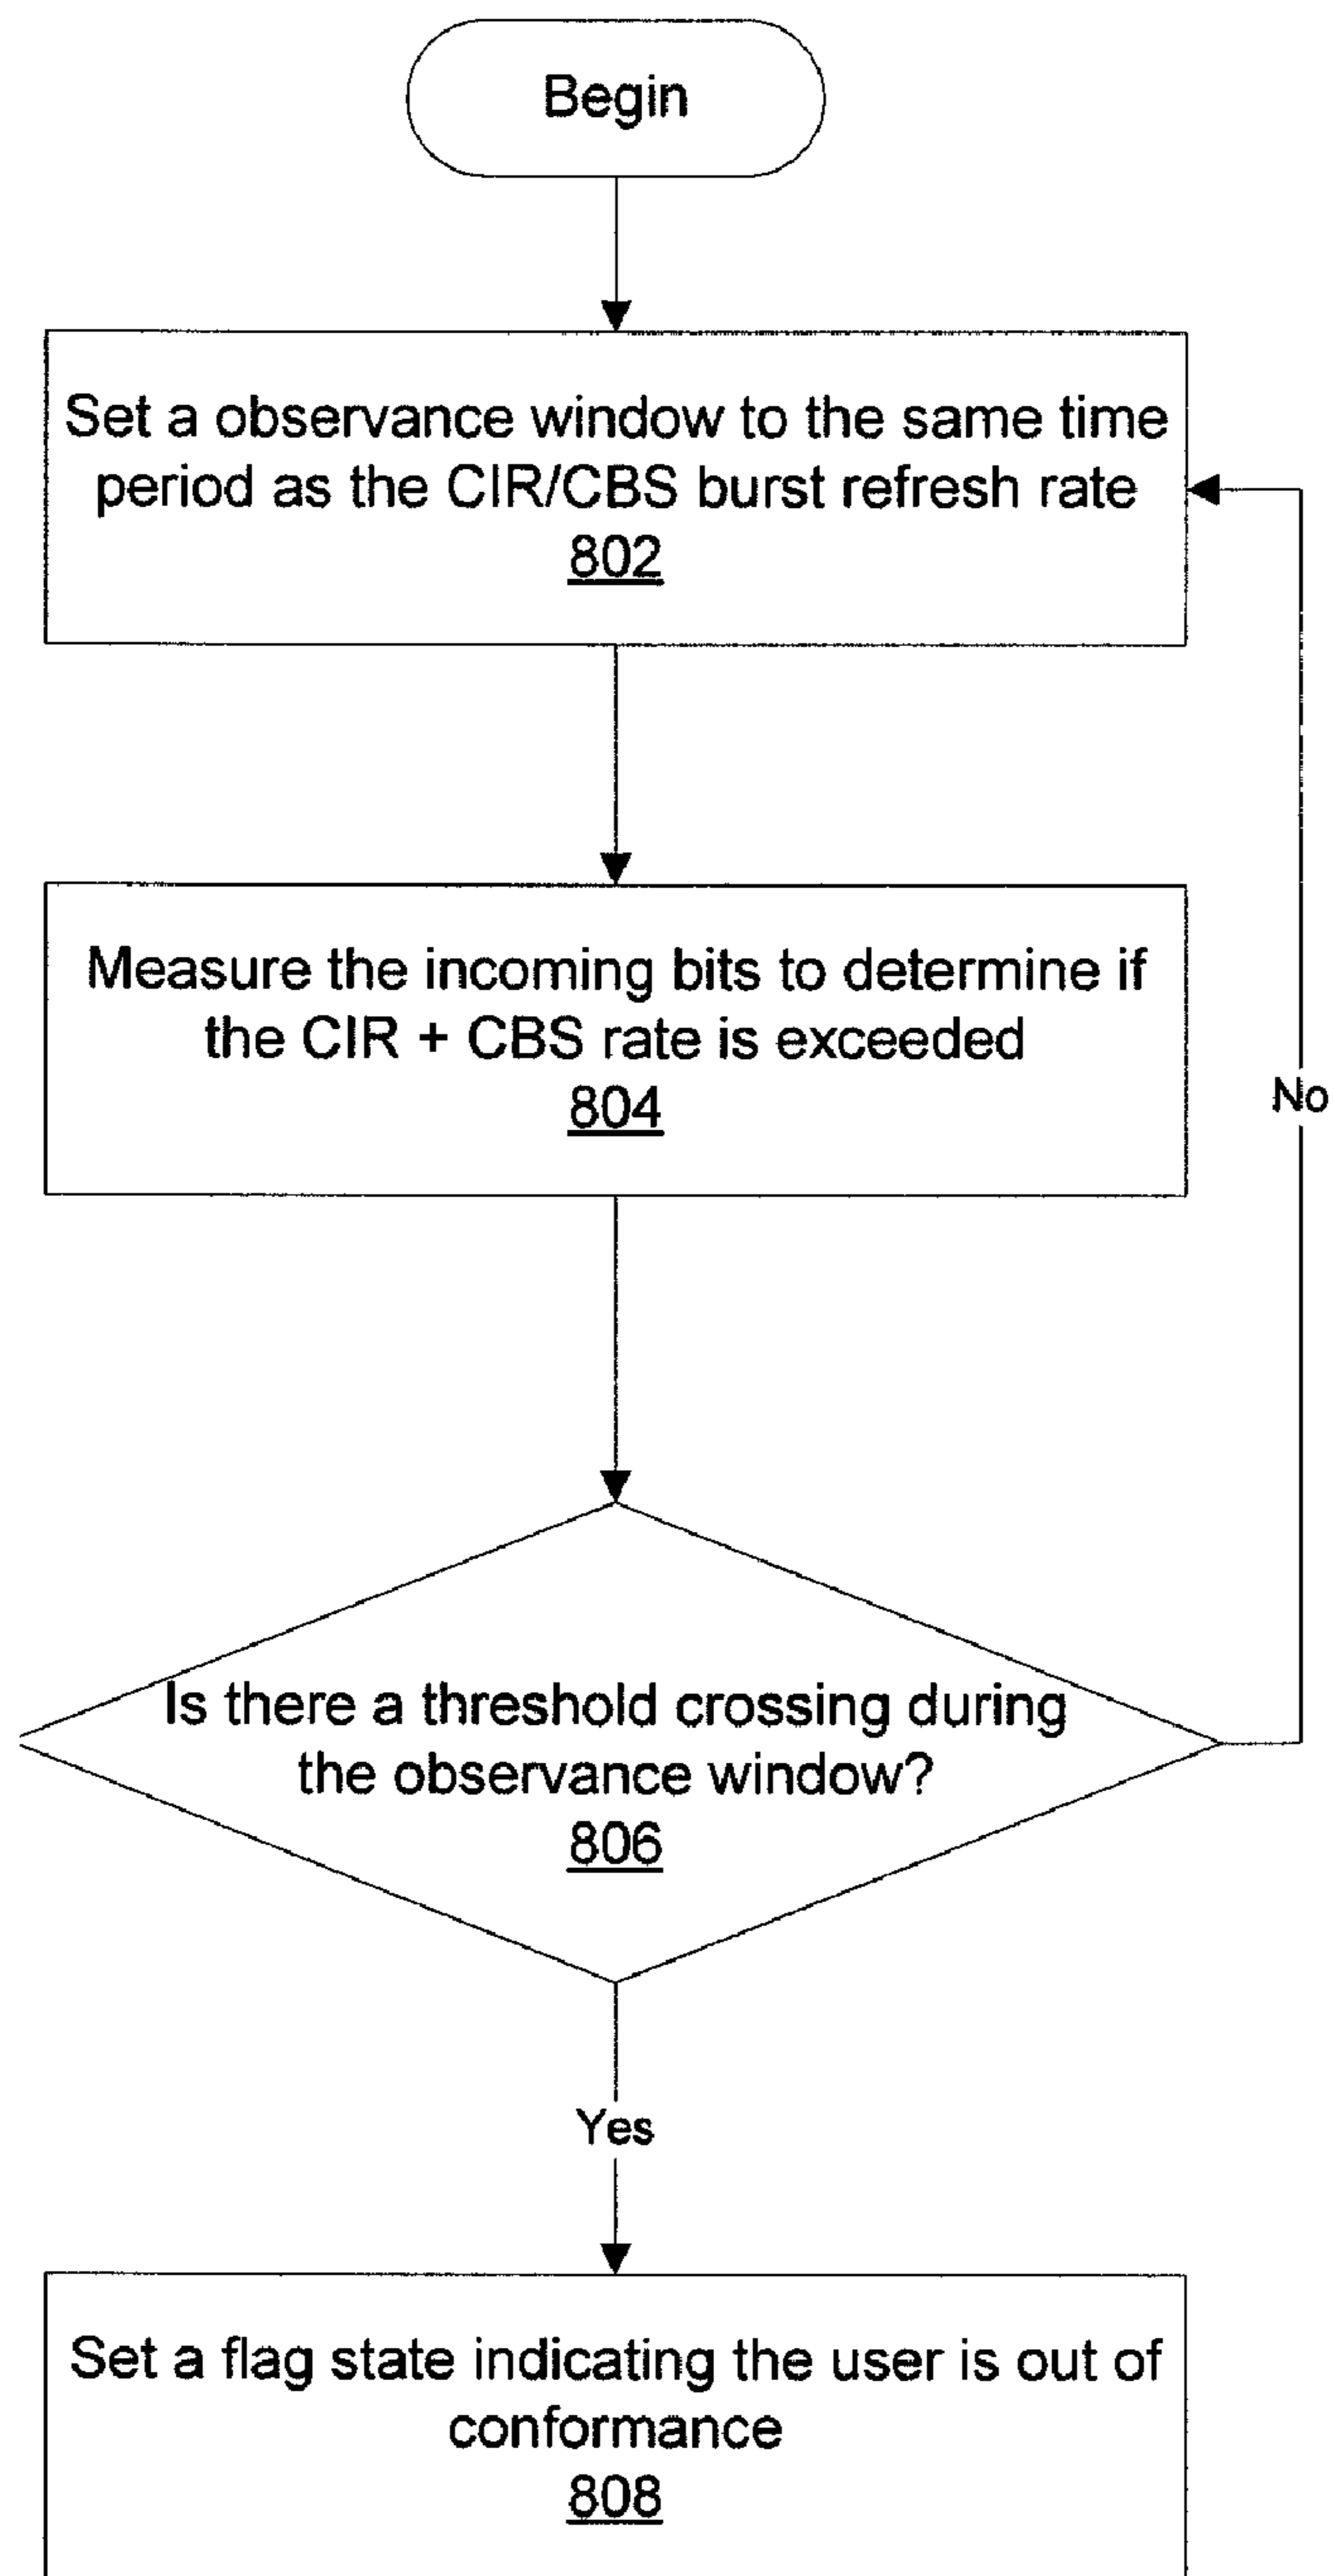 Begin
Set a observance window to the same time
period as the CIR/CBS burst refresh rate
802
Measure the incoming bits to determine if
the CIR + CBS rate is exceeded
804
No
Is there a threshold crossing during
the observance window?
806
Yes
Set a flag state indicating the user is out of
conformance
808